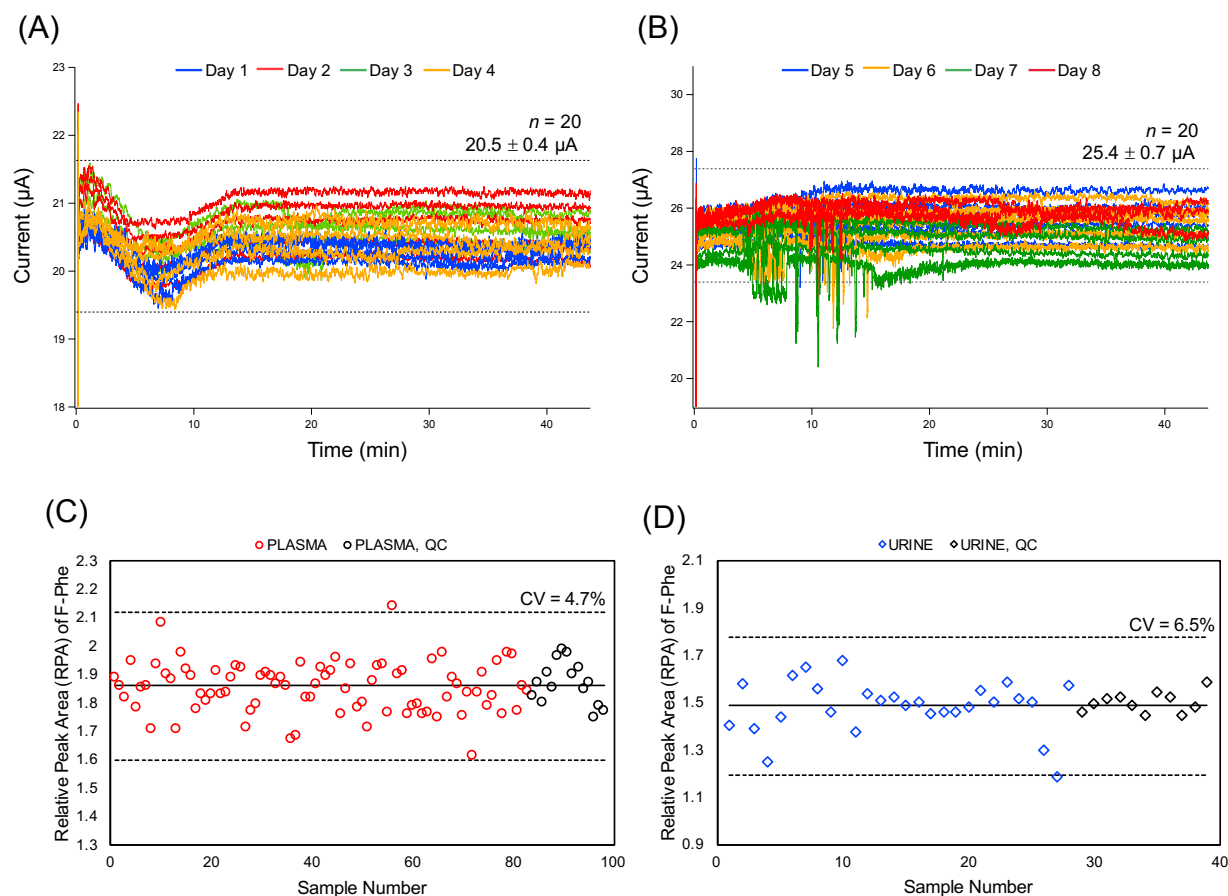 (A)
Day 1 Day 2 Day 3 Day 4
n = 20
20.5 ± 0.4 µA
Current (µA)
23
22
21
20
19
18
0 10 20 30 40
Time (min)
(B)
Day 5 Day 6 Day 7 Day 8
n = 20
25.4 ± 0.7 µA
Current (µA)
30
28
26
24
22
20
0 10 20 30 40
Time (min)
(C)
PLASMA PLASMA, QC
CV = 4.7%
Relative Peak Area (RPA) of F-Phe
2.3
2.2
2.1
2
1.9
1.8
1.7
1.6
1.5
1.4
1.3
0 20 40 60 80 100
Sample Number
(D)
URINE URINE, QC
CV = 6.5%
Relative Peak Area (RPA) of F-Phe
2.1
1.9
1.7
1.5
1.3
1.1
0.9
0 10 20 30 40
Sample Number